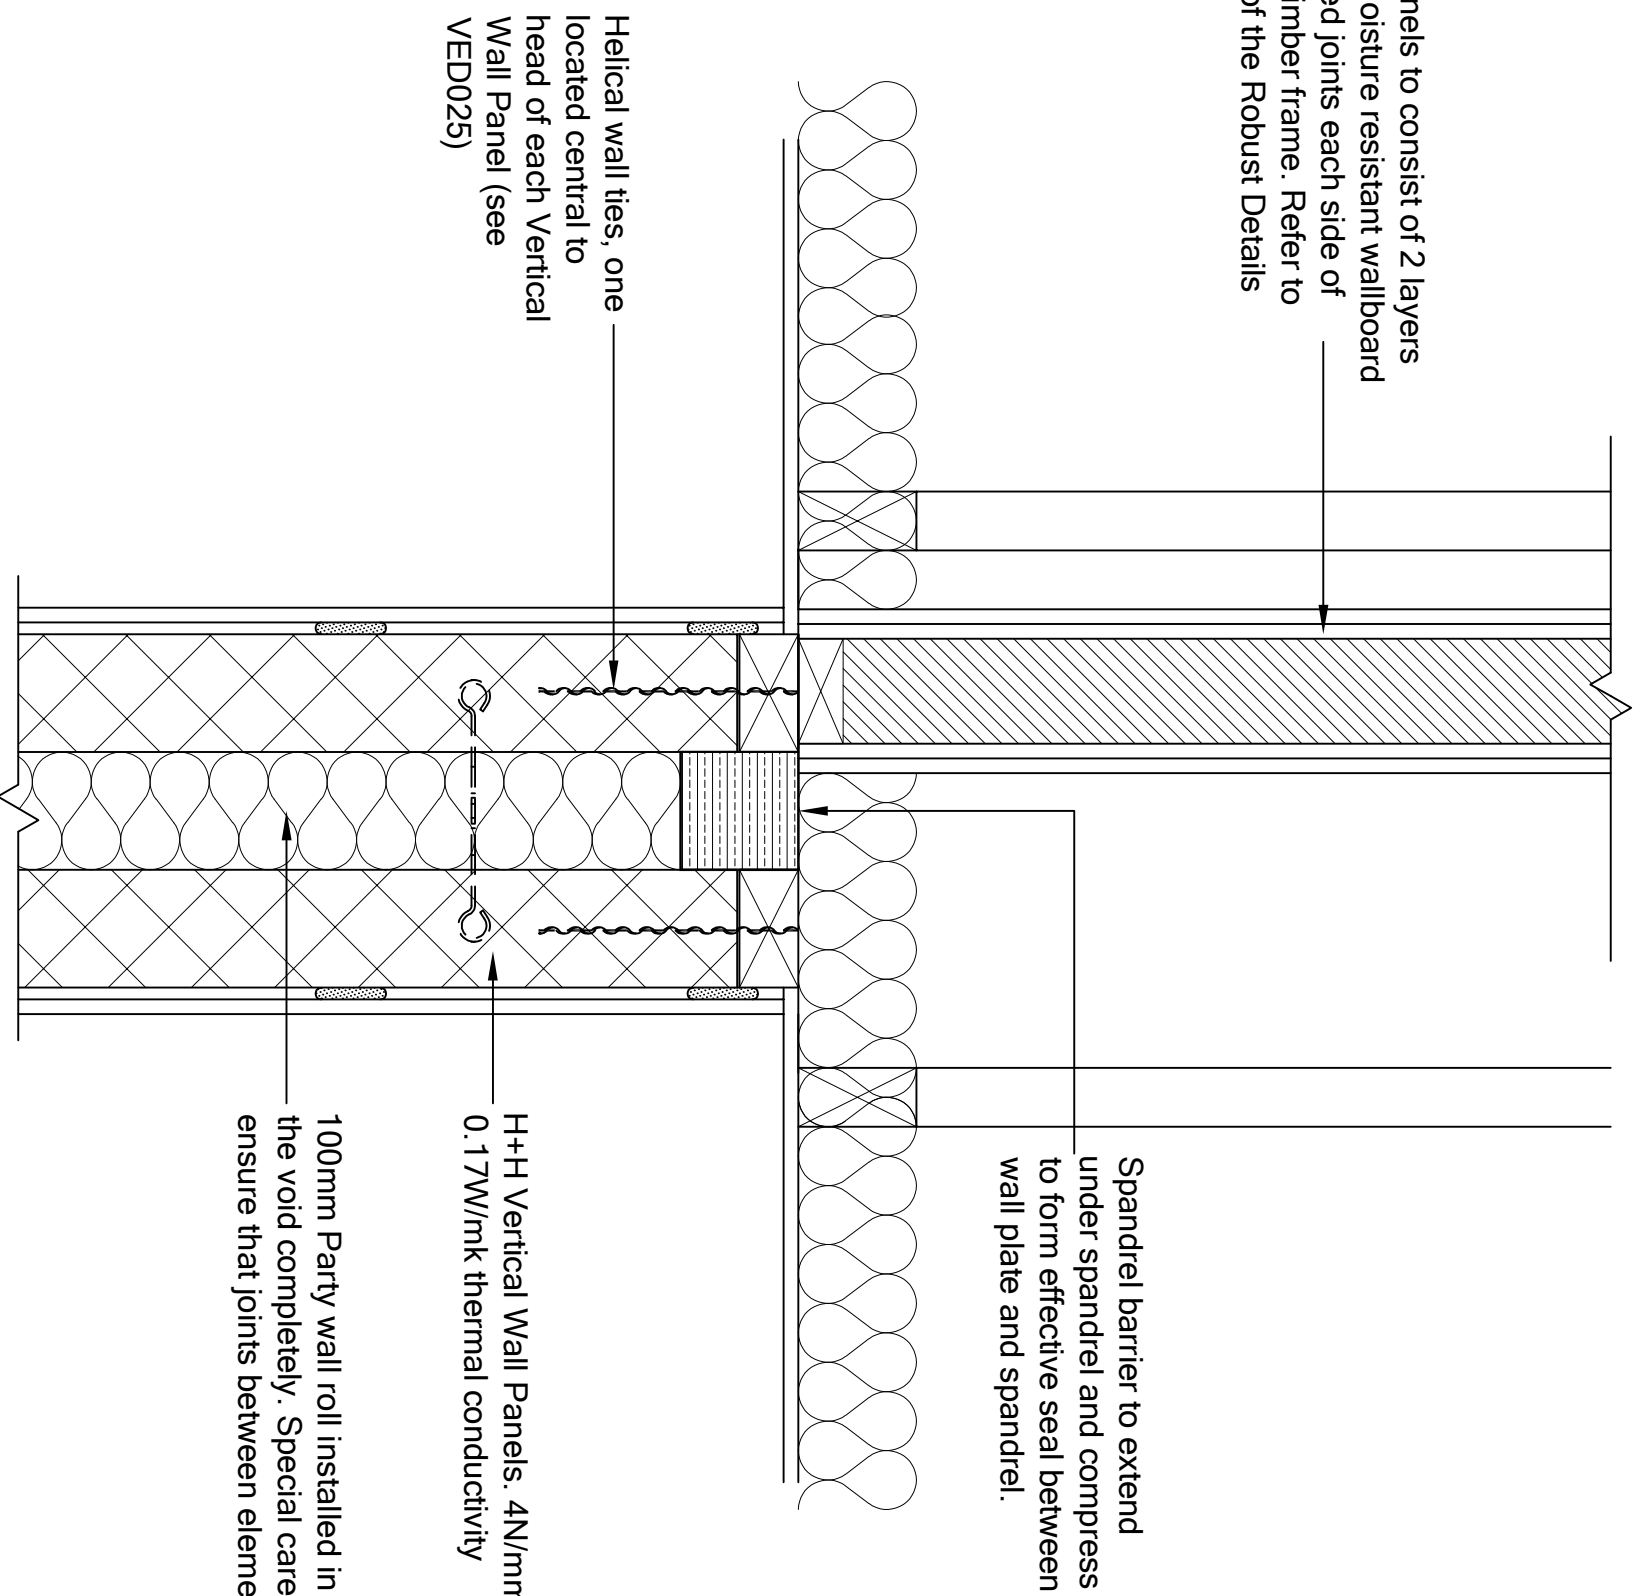 nels to consist of 2 layers
oisture resistant wallboard
ed joints each side of
imber frame. Refer to
of the Robust Details
Helical wall ties, one
located central to
head of each Vertical
Wall Panel (see
VED025)
Spandrel barrier to extend
under spandrel and compress
to form effective seal between
wall plate and spandrel.
H+H Vertical Wall Panels. 4N/mm
0.17W/mk thermal conductivity
100mm Party wall roll installed in
the void completely. Special care
ensure that joints between eleme